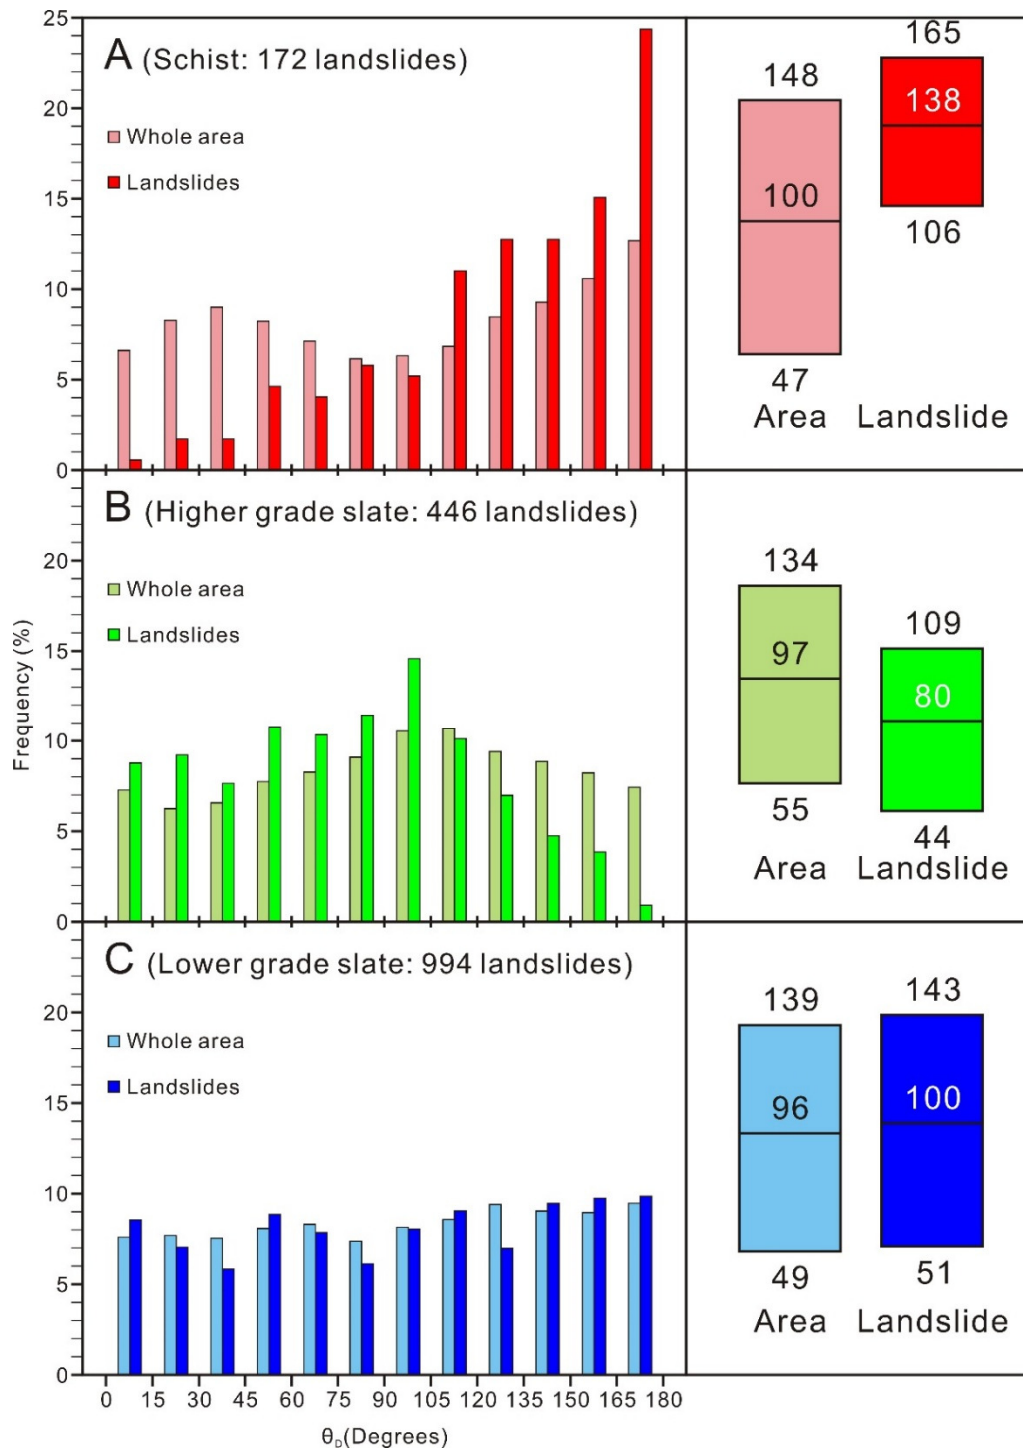 25
20
15
10
5
0
A (Schist: 172 landslides)
Whole area
Landslides
148
100
47
Area
165
138
106
Landslide
B (Higher grade slate: 446 landslides)
20
15
10
5
0
Whole area
Landslides
134
97
55
Area
109
80
44
Landslide
Frequency (%)
C (Lower grade slate: 994 landslides)
20
15
10
5
0
Whole area
Landslides
139
96
49
Area
143
100
51
Landslide
0 15 30 45 60 75 90 105 120 135 150 165 180
θD(Degrees)